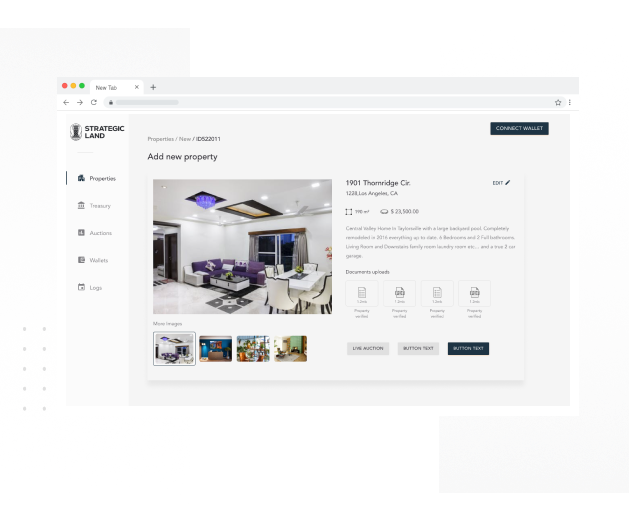 New Tab
STRATEGIC
LAND
CONNECT WALLET
Properties / New / ID522011
Add new property
Properties
Treasury
Auctions
Wallets
Logs
1901 Thornridge Cir.
EDIT
1228,Los Angeles, CA
190 m²
$ 23,500.00
Central Valley Home in Taylorsville with a large backyard pool. Completely
remodeled in 2016 everything up to date. 6 Bedrooms and 2 Full bathrooms.
Living Room and Downstairs family room laundry room etc... and a true 2 car
garage.
Documents uploads
1.2mb
1.2mb
1.2mb
1.2mb
Property
verified
Property
verified
Property
verified
Property
verified
More Images
LIVE AUCTION
BUTTON TEXT
BUTTON TEXT